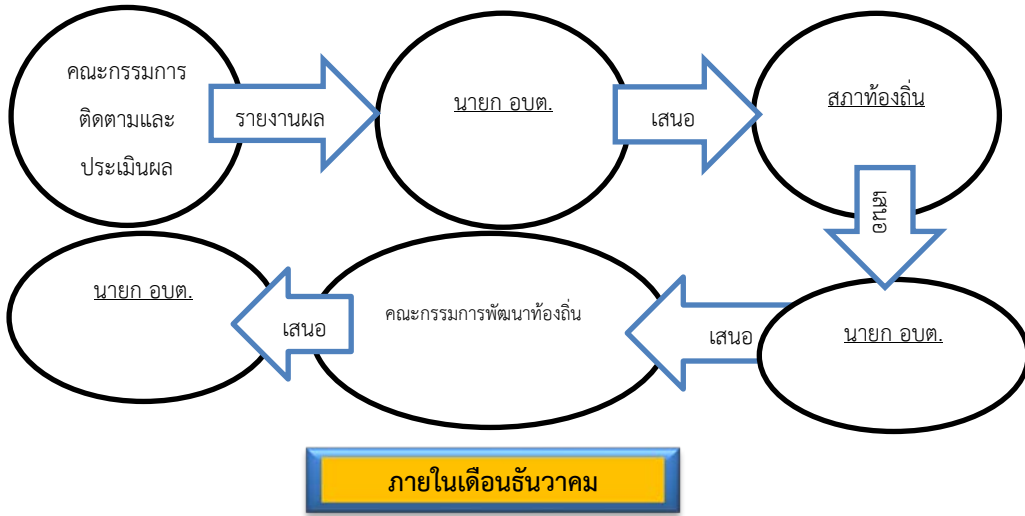 คณะกรรมการ
ติดตามและ
ประเมินผล
รายงานผล
นายก อบต.
เสนอ
สภาท้องถิ่น
เสนอ
นายก อบต.
เสนอ
คณะกรรมการพัฒนาท้องถิ่น
เสนอ
นายก อบต.
ภายในเดือนธันวาคม